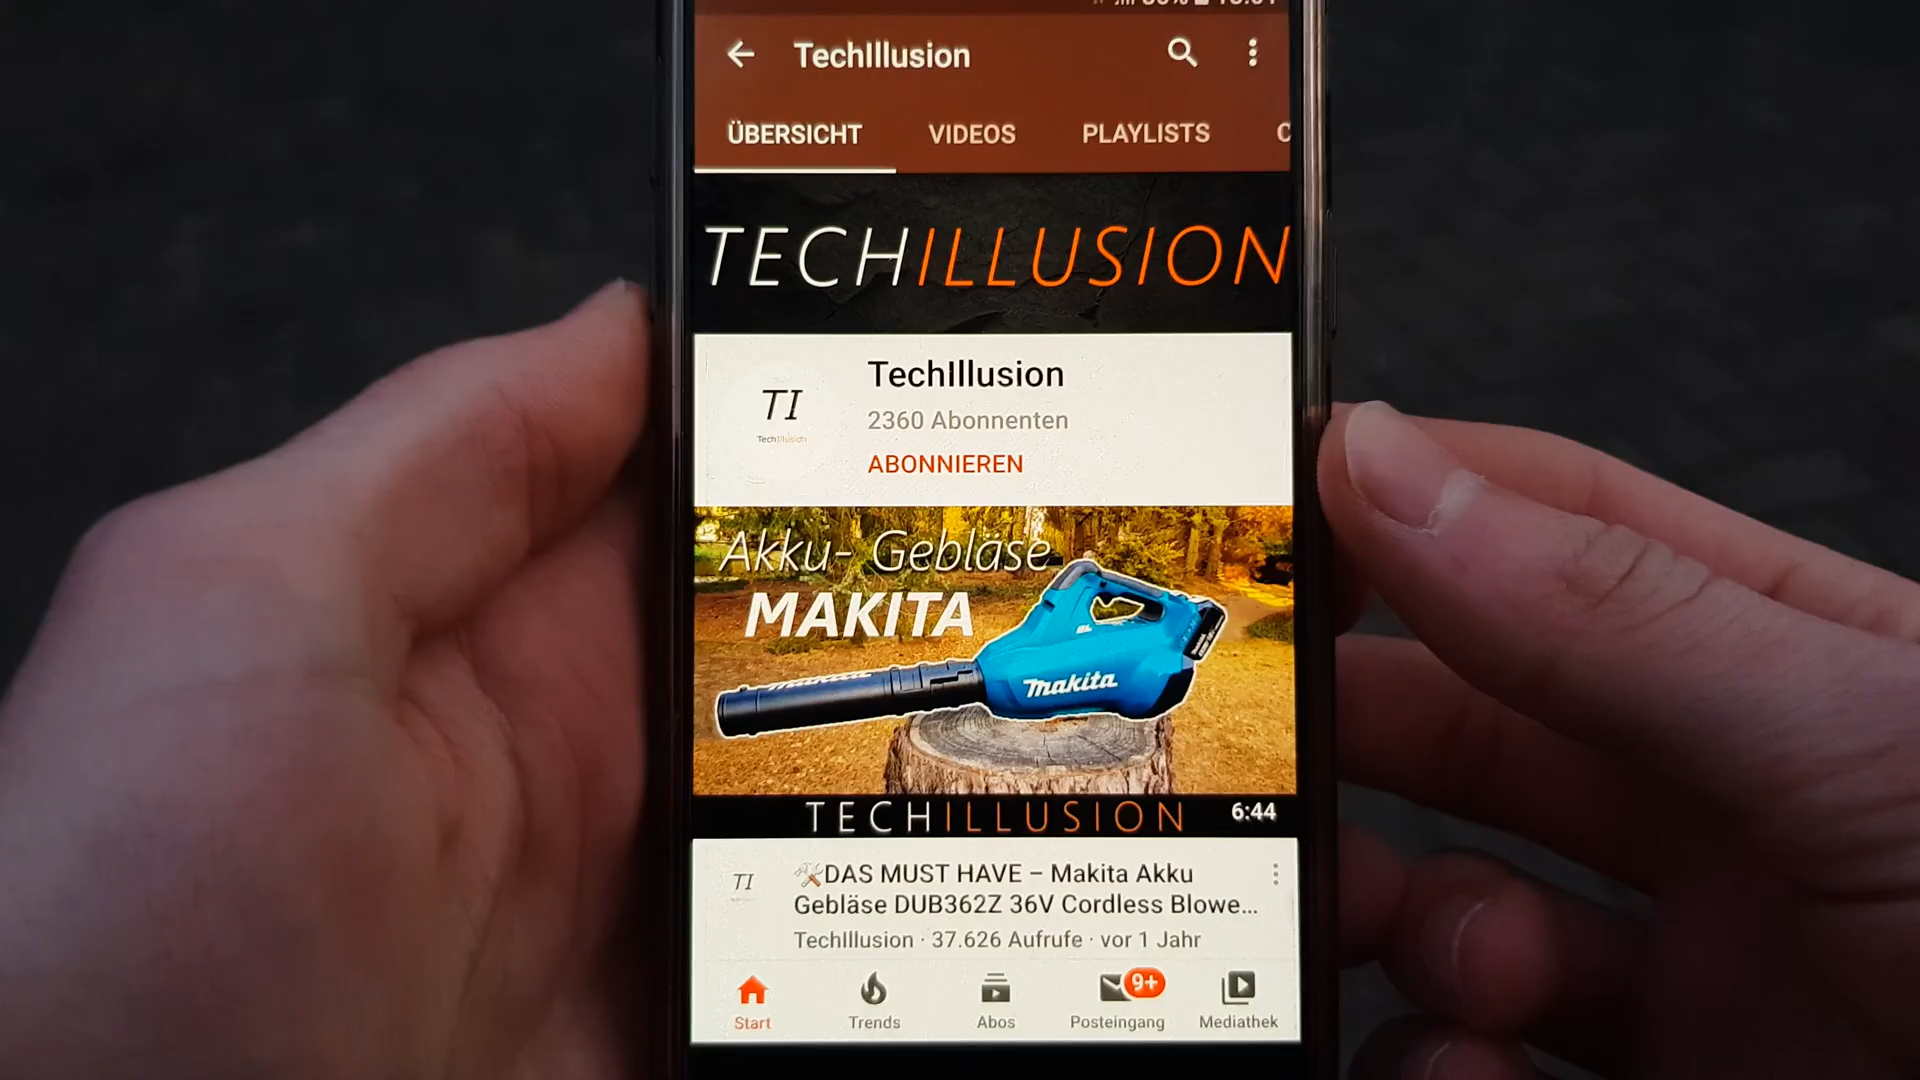 TechIllusion
ÜBERSICHT VIDEOS PLAYLISTS
TECHILLUSION
TechIllusion
2360 Abonnenten
ABONNIEREN
TI
TechIllusion
Akku- Gebläse
MAKITA
makita
makita
TECHILLUSION 6:44
TI
🛠DAS MUST HAVE – Makita Akku
Gebläse DUB362Z 36V Cordless Blowe...
TechIllusion · 37.626 Aufrufe · vor 1 Jahr
9+
Start Trends Abos Posteingang Mediathek